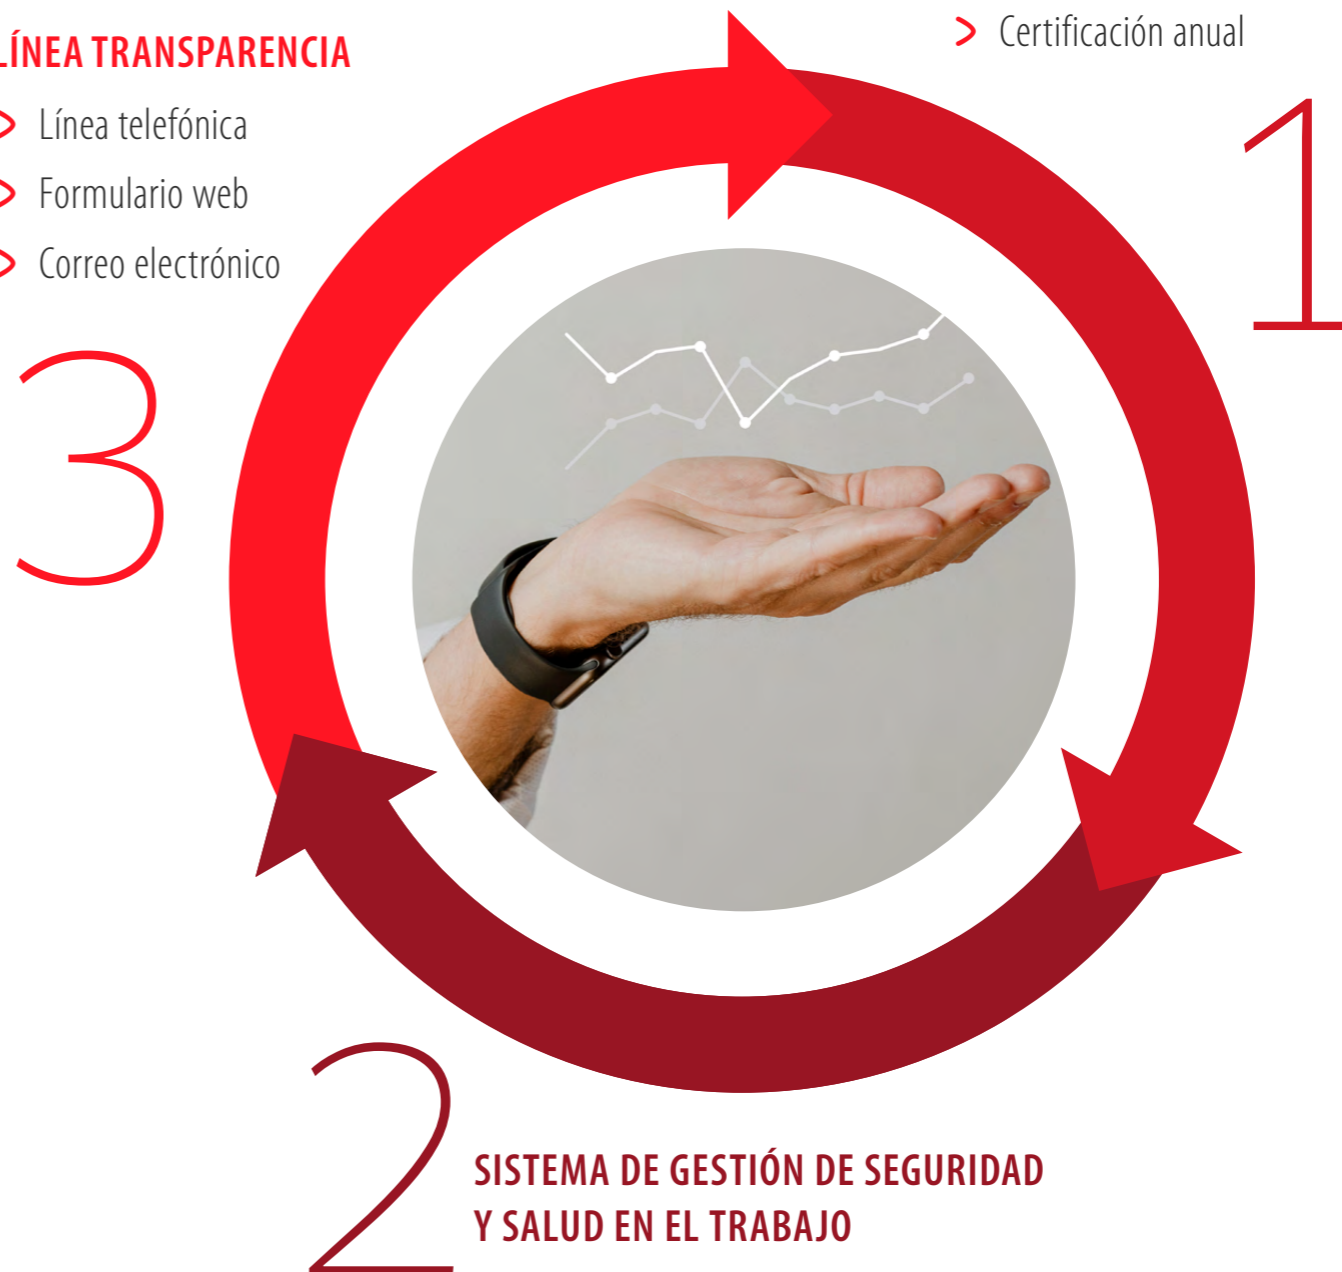 LÍNEA TRANSPARENCIA
> Línea telefónica
> Formulario web
> Correo electrónico
3
> Certificación anual
1
2
SISTEMA DE GESTIÓN DE SEGURIDAD
Y SALUD EN EL TRABAJO